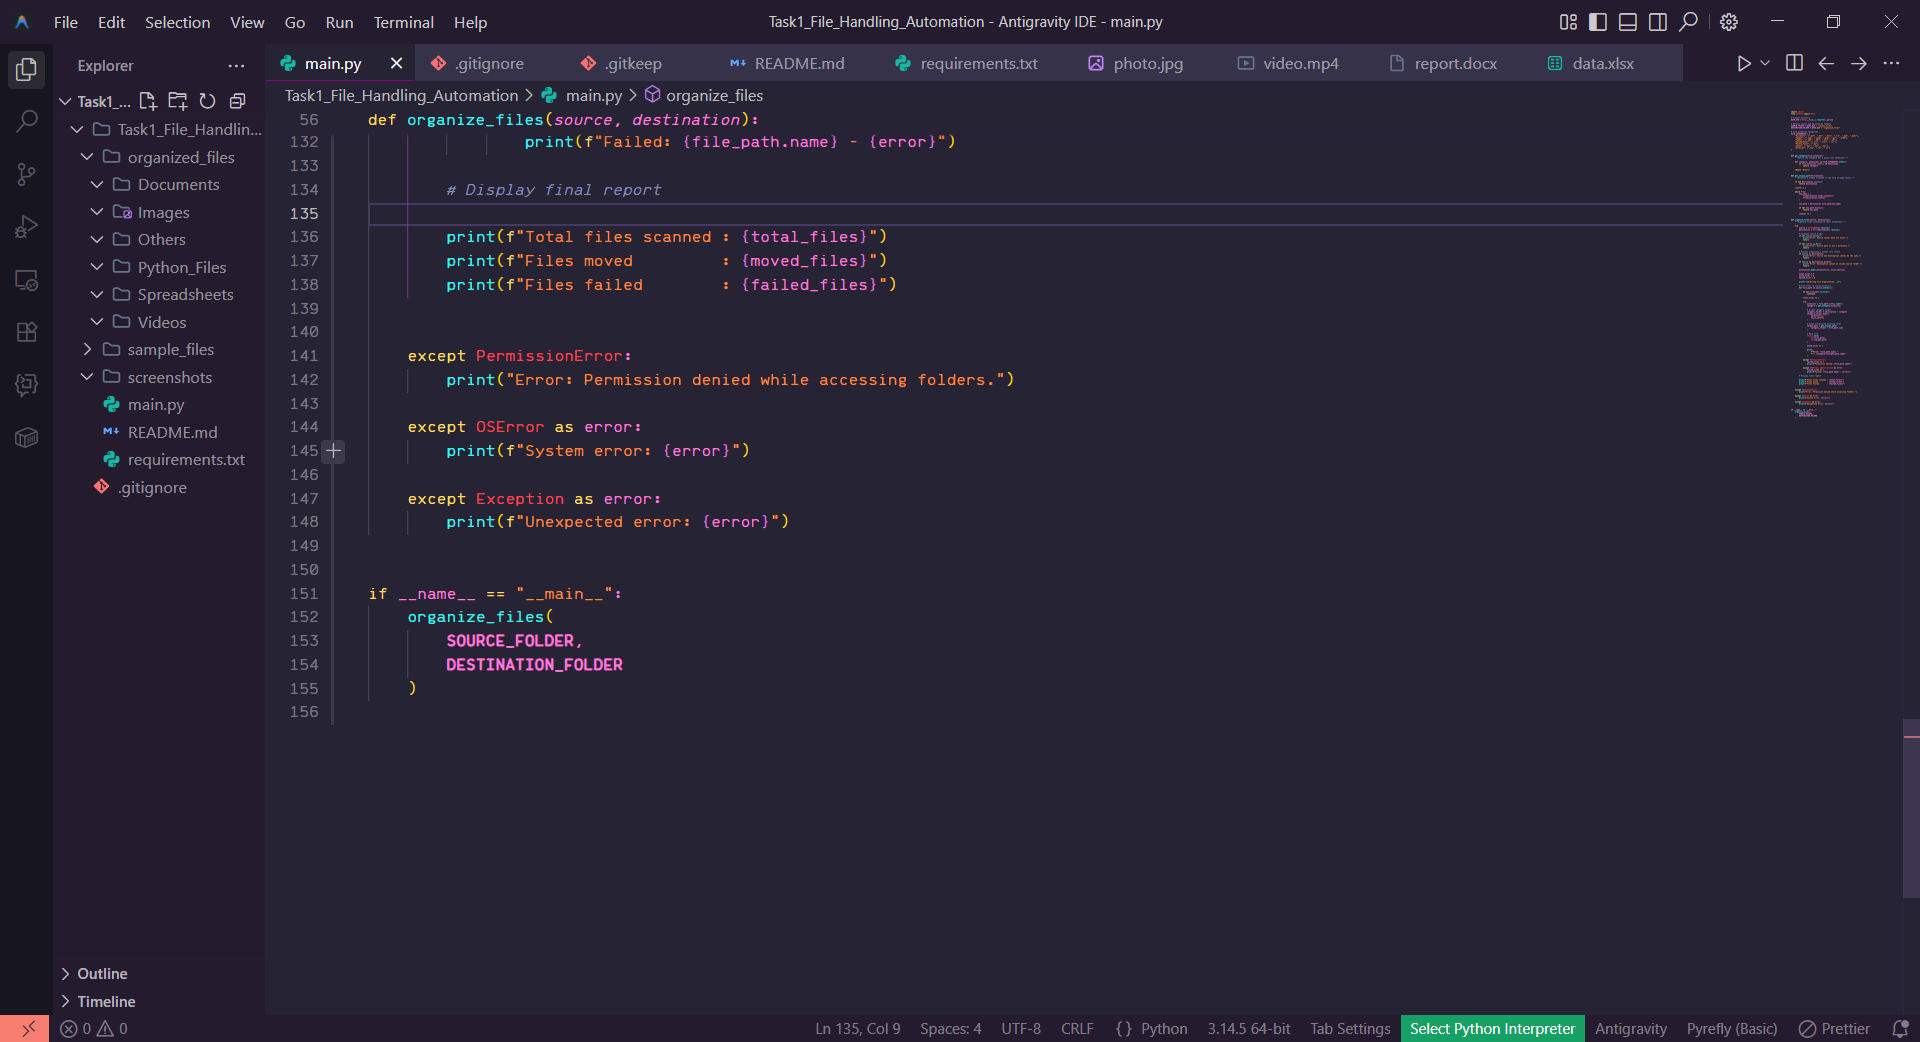 File Edit Selection View Go Run Terminal Help
Task1_File_Handling_Automation - Antigravity IDE - main.py
Explorer
main.py
.gitignore
.gitkeep
README.md
requirements.txt
photo.jpg
video.mp4
report.docx
data.xlsx
Task1_...
Task1_File_Handlin...
organized_files
Documents
Images
Others
Python_Files
Spreadsheets
Videos
sample_files
screenshots
main.py
README.md
requirements.txt
.gitignore
Outline
Timeline
Task1_File_Handling_Automation > main.py > organize_files
56 def organize_files(source, destination):
132 print(f"Failed: {file_path.name} - {error}")
133
134 # Display final report
135
136 print(f"Total files scanned : {total_files}")
137 print(f"Files moved         : {moved_files}")
138 print(f"Files failed        : {failed_files}")
139
140
141 except PermissionError:
142 print("Error: Permission denied while accessing folders.")
143
144 except OSError as error:
145 print(f"System error: {error}")
146
147 except Exception as error:
148 print(f"Unexpected error: {error}")
149
150
151 if __name__ == "__main__":
152 organize_files(
153 SOURCE_FOLDER,
154 DESTINATION_FOLDER
155 )
156
0 0
Ln 135, Col 9
Spaces: 4
UTF-8
CRLF
{} Python
3.14.5 64-bit
Tab Settings
Select Python Interpreter
Antigravity
Pyrefly (Basic)
Prettier